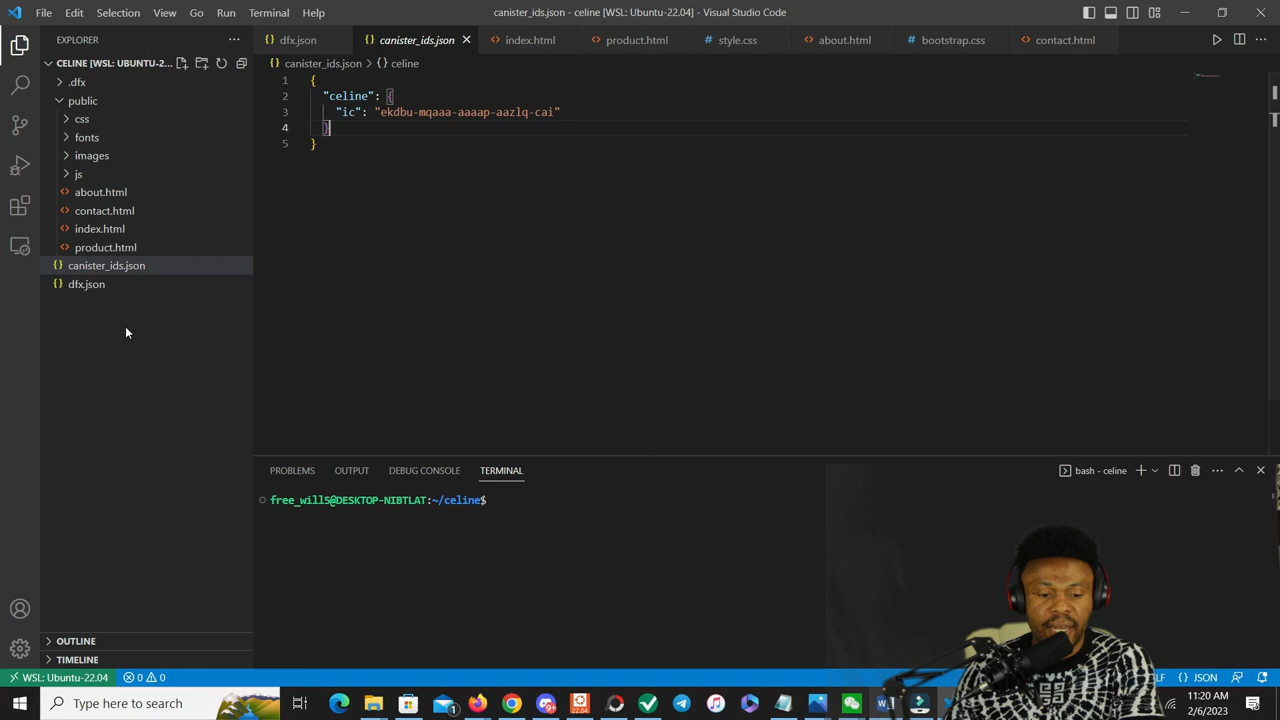 File Edit Selection View Go Run Terminal Help
canister_ids.json - celine [WSL: Ubuntu-22.04] - Visual Studio Code
EXPLORER
dfx.json canister_ids.json index.html product.html style.css about.html bootstrap.css contact.html
CELINE [WSL: UBUNTU-2...
canister_ids.json > {} celine
.dfx
public
css
fonts
images
js
about.html
contact.html
index.html
product.html
{} canister_ids.json
{} dfx.json
1 {
2 "celine": {
3 "ic": "ekdbu-mqaaa-aaaap-aazlq-cai"
4 }
5 }
PROBLEMS OUTPUT DEBUG CONSOLE TERMINAL
bash - celine
free_will5@DESKTOP-NIBTLAT:~/celine$
OUTLINE
TIMELINE
WSL: Ubuntu-22.04 0 0
LF {} JSON
Type here to search
22.04
1
9+
W
11:20 AM
2/6/2023